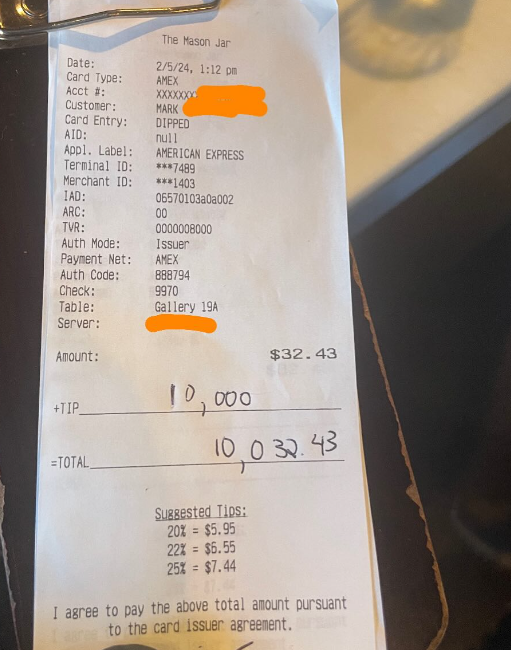 The Mason Jar
Date: 2/5/24, 1:12 pm
Card Type: AMEX
Acct #: XXXXXXX
Customer: MARK
Card Entry: DIPPED
AID: null
Appl. Label: AMERICAN EXPRESS
Terminal ID: ***7489
Merchant ID: ***1403
IAD: 06570103a0a002
ARC: 00
TVR: 0000008000
Auth Mode: Issuer
Payment Net: AMEX
Auth Code: 888794
Check: 9970
Table: Gallery 19A
Server:
Amount: $32.43
+TIP 10,000
=TOTAL 10,032.43
Suggested Tips:
20% = $5.95
22% = $6.55
25% = $7.44
I agree to pay the above total amount pursuant
to the card issuer agreement.